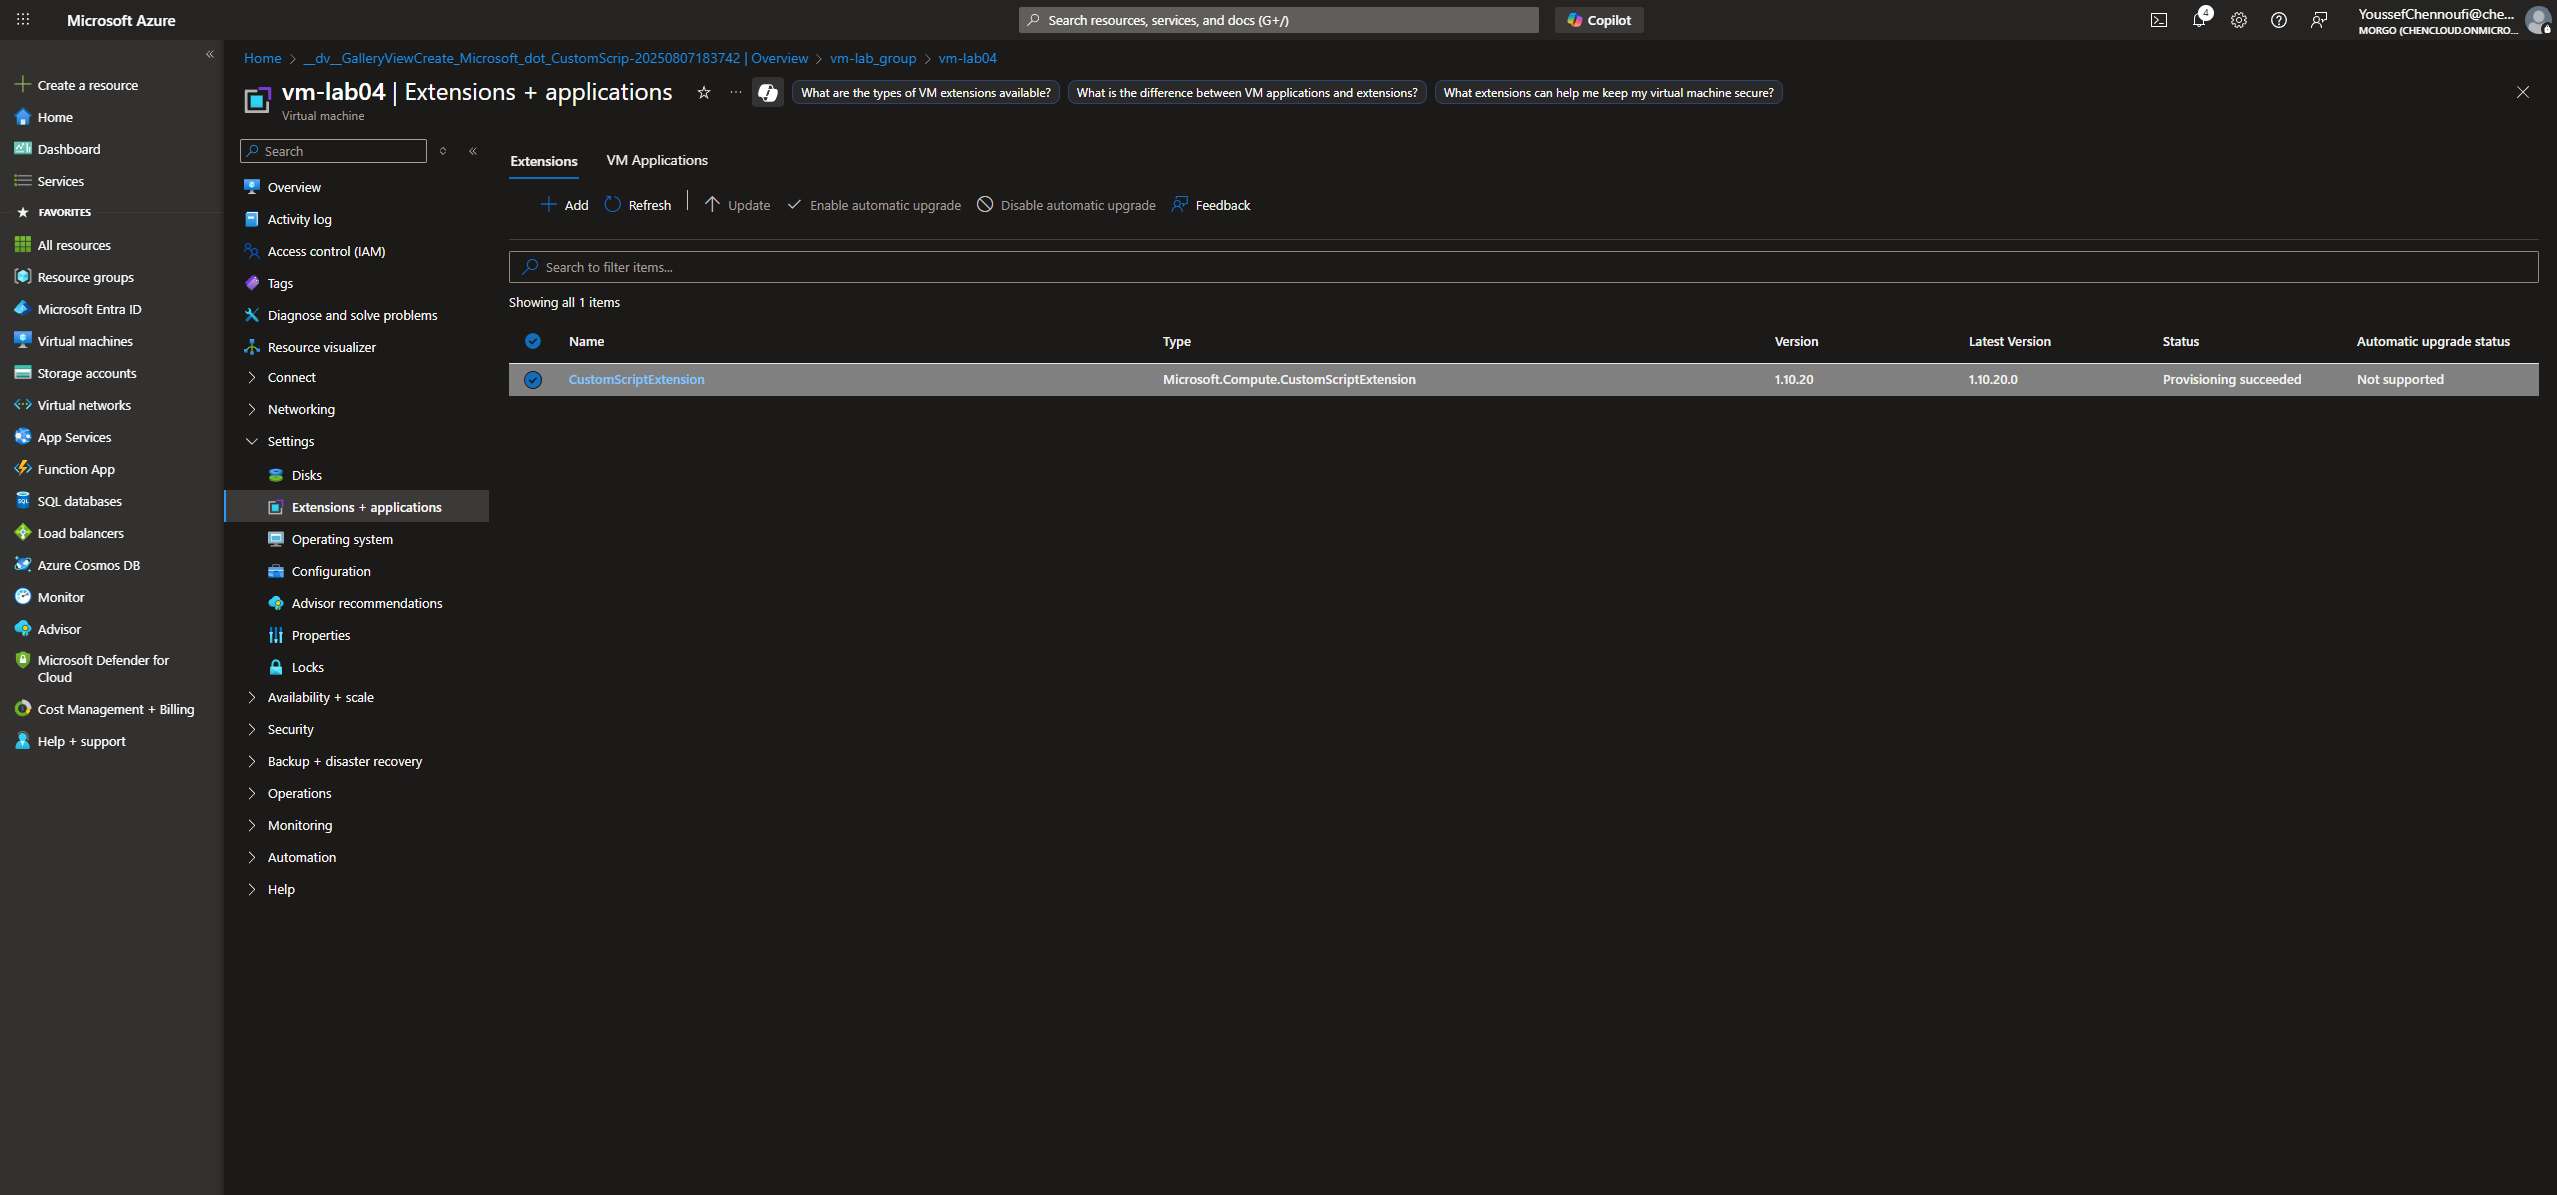 Microsoft Azure
Search resources, services, and docs (G+/)
Copilot
4
YoussefChennoufi@che...
MORGO (CHENCLOUD.ONMICRO...
Home > __dv__GalleryViewCreate_Microsoft_dot_CustomScrip-20250807183742 | Overview > vm-lab_group > vm-lab04
vm-lab04 | Extensions + applications
What are the types of VM extensions available?
What is the difference between VM applications and extensions?
What extensions can help me keep my virtual machine secure?
Virtual machine
Create a resource
Home
Dashboard
Services
FAVORITES
All resources
Resource groups
Microsoft Entra ID
Virtual machines
Storage accounts
Virtual networks
App Services
Function App
SQL databases
Load balancers
Azure Cosmos DB
Monitor
Advisor
Microsoft Defender for
Cloud
Cost Management + Billing
Help + support
Search
Overview
Activity log
Access control (IAM)
Tags
Diagnose and solve problems
Resource visualizer
Connect
Networking
Settings
Disks
Extensions + applications
Operating system
Configuration
Advisor recommendations
Properties
Locks
Availability + scale
Security
Backup + disaster recovery
Operations
Monitoring
Automation
Help
Extensions VM Applications
Add Refresh Update Enable automatic upgrade Disable automatic upgrade Feedback
Search to filter items...
Showing all 1 items
Name Type Version Latest Version Status Automatic upgrade status
CustomScriptExtension Microsoft.Compute.CustomScriptExtension 1.10.20 1.10.20.0 Provisioning succeeded Not supported